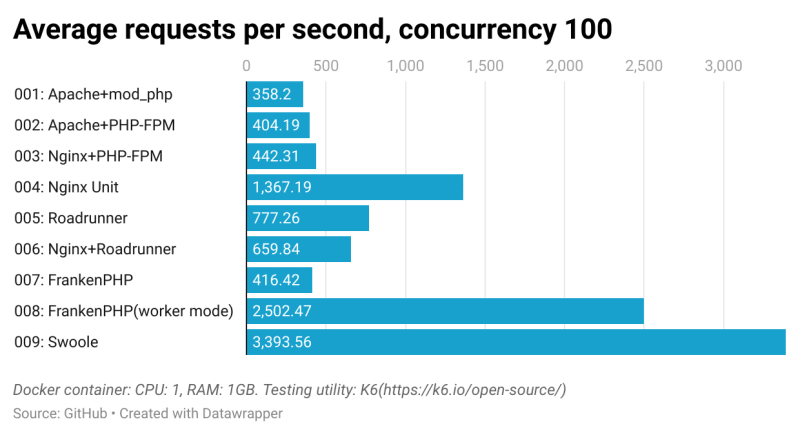 Average requests per second, concurrency 100
0 500 1,000 1,500 2,000 2,500 3,000
001: Apache+mod_php 358.2
002: Apache+PHP-FPM 404.19
003: Nginx+PHP-FPM 442.31
004: Nginx Unit 1,367.19
005: Roadrunner 777.26
006: Nginx+Roadrunner 659.84
007: FrankenPHP 416.42
008: FrankenPHP(worker mode) 2,502.47
009: Swoole 3,393.56
Docker container: CPU: 1, RAM: 1GB. Testing utility: K6(https://k6.io/open-source/)
Source: GitHub • Created with Datawrapper